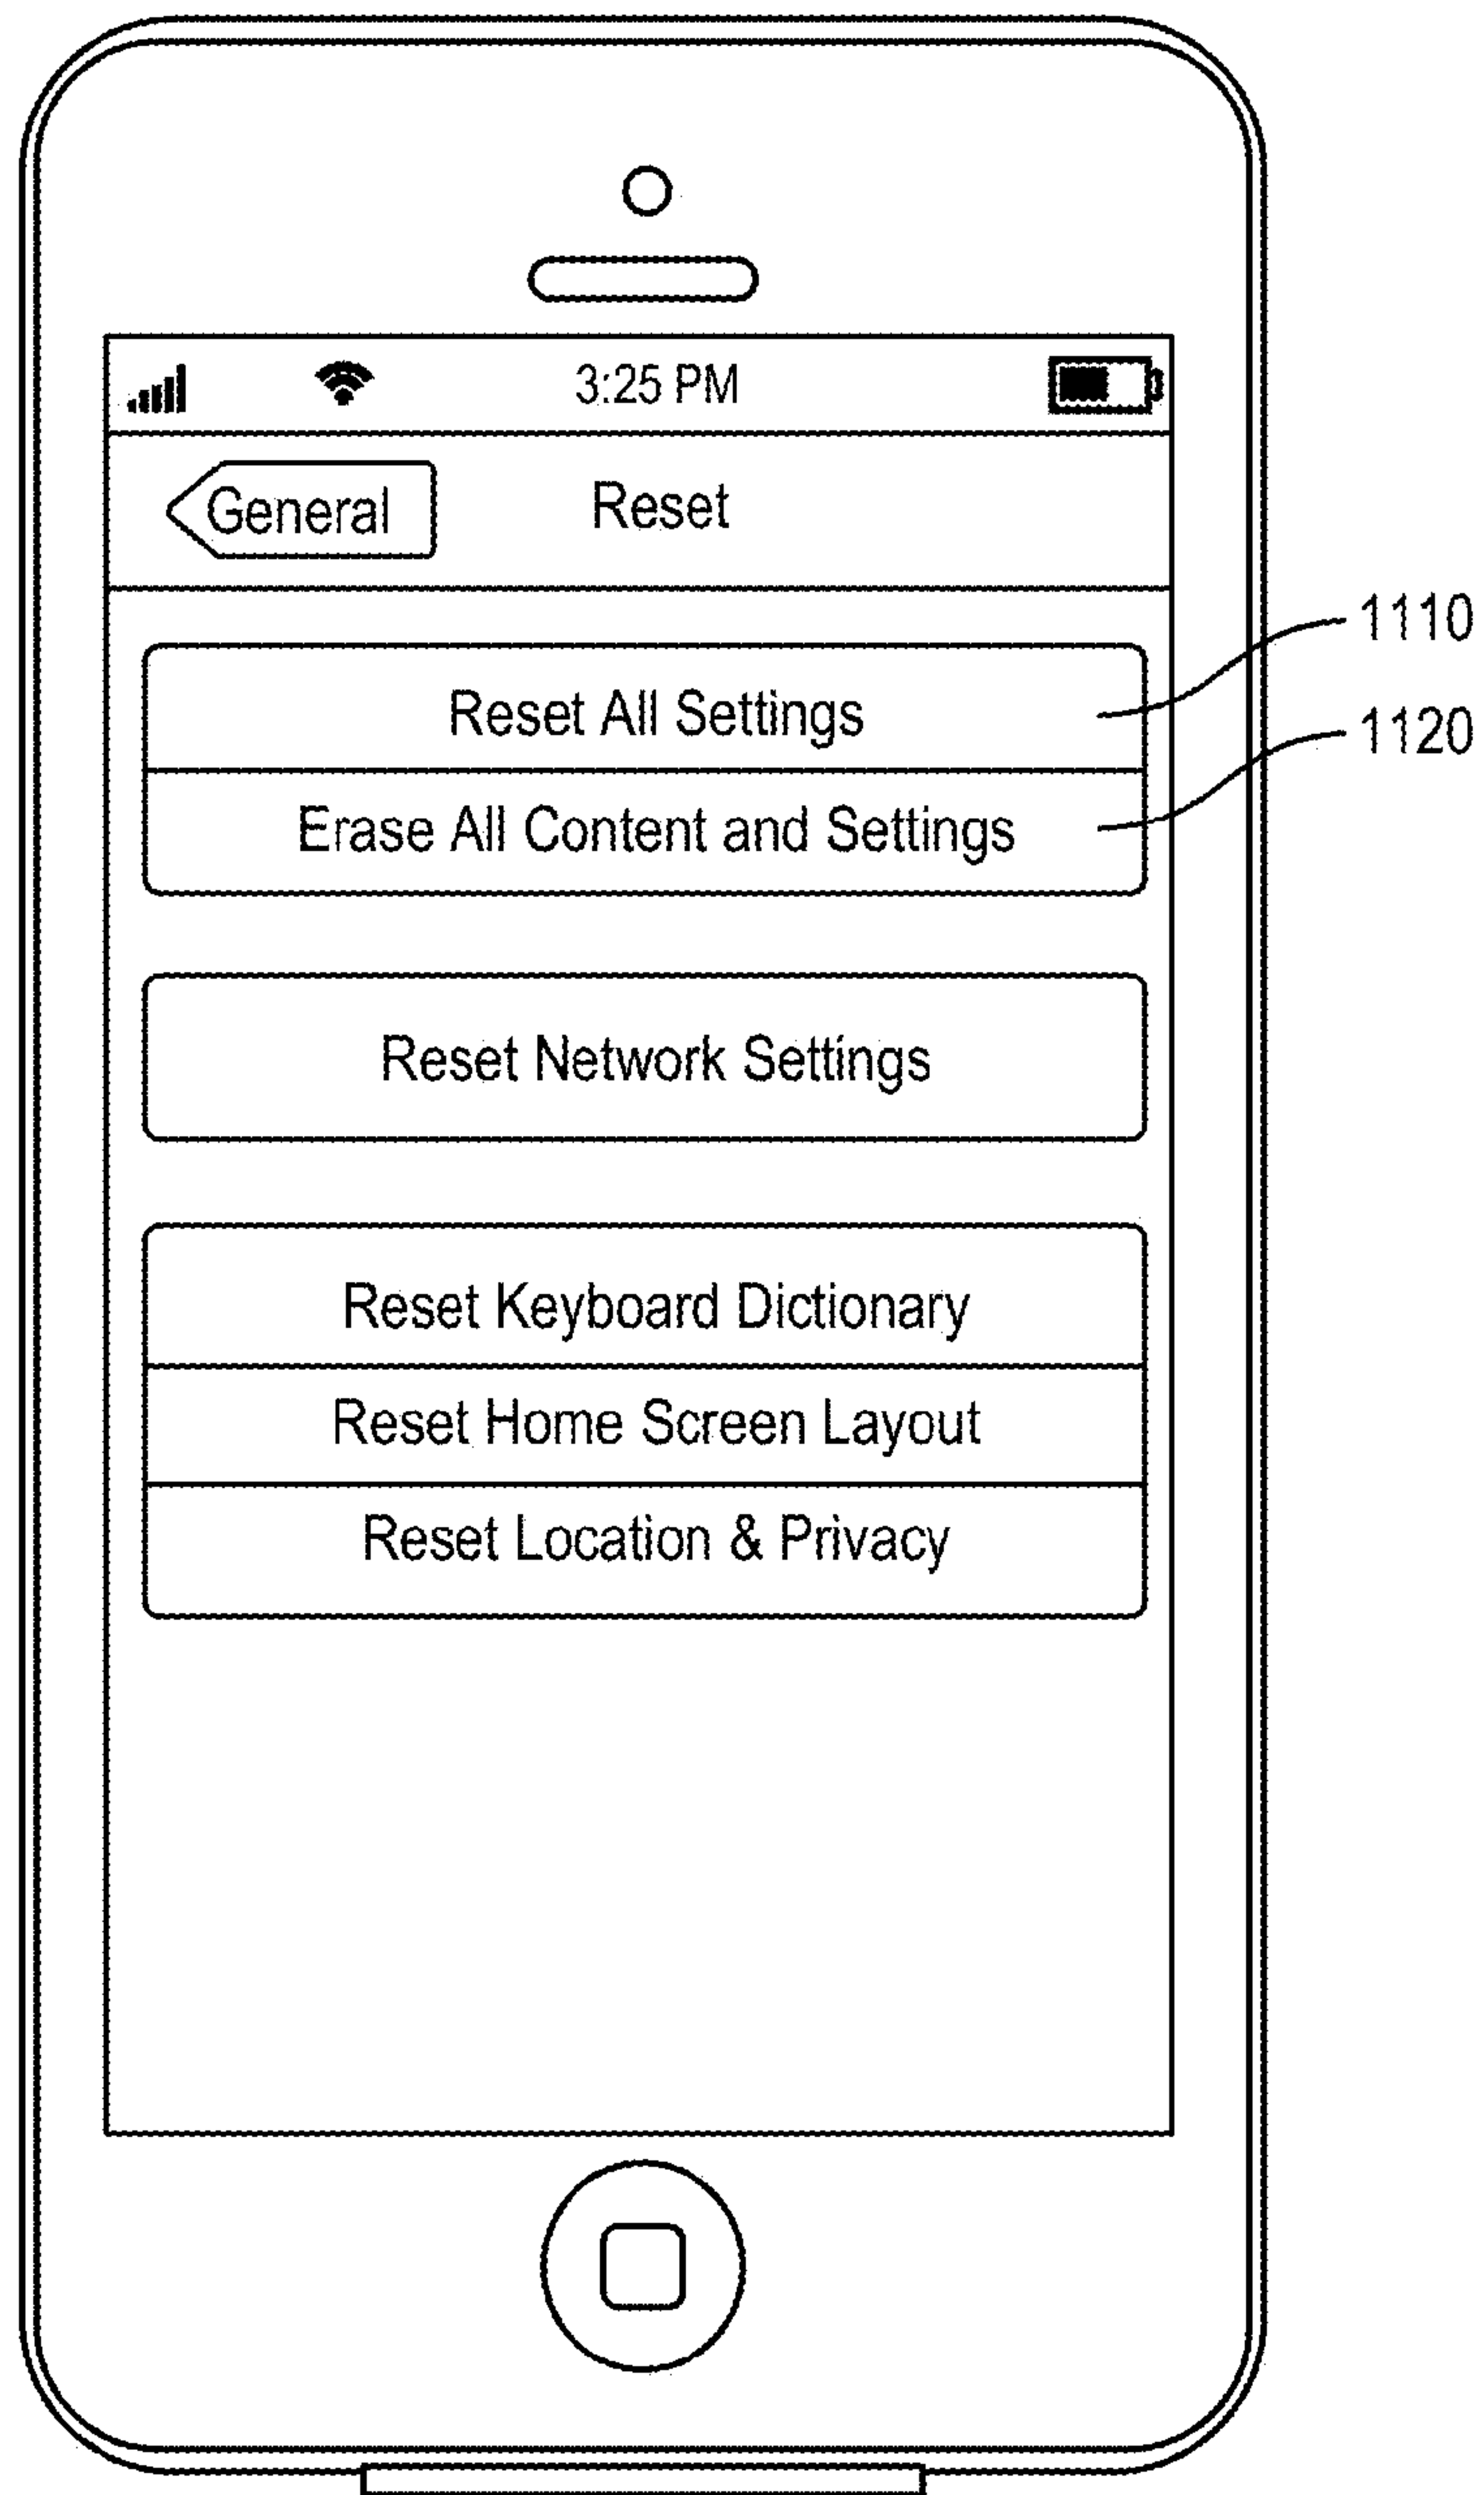 3:25 PM
General
Reset
1110
Reset All Settings
1120
Erase All Content and Settings
Reset Network Settings
Reset Keyboard Dictionary
Reset Home Screen Layout
Reset Location & Privacy